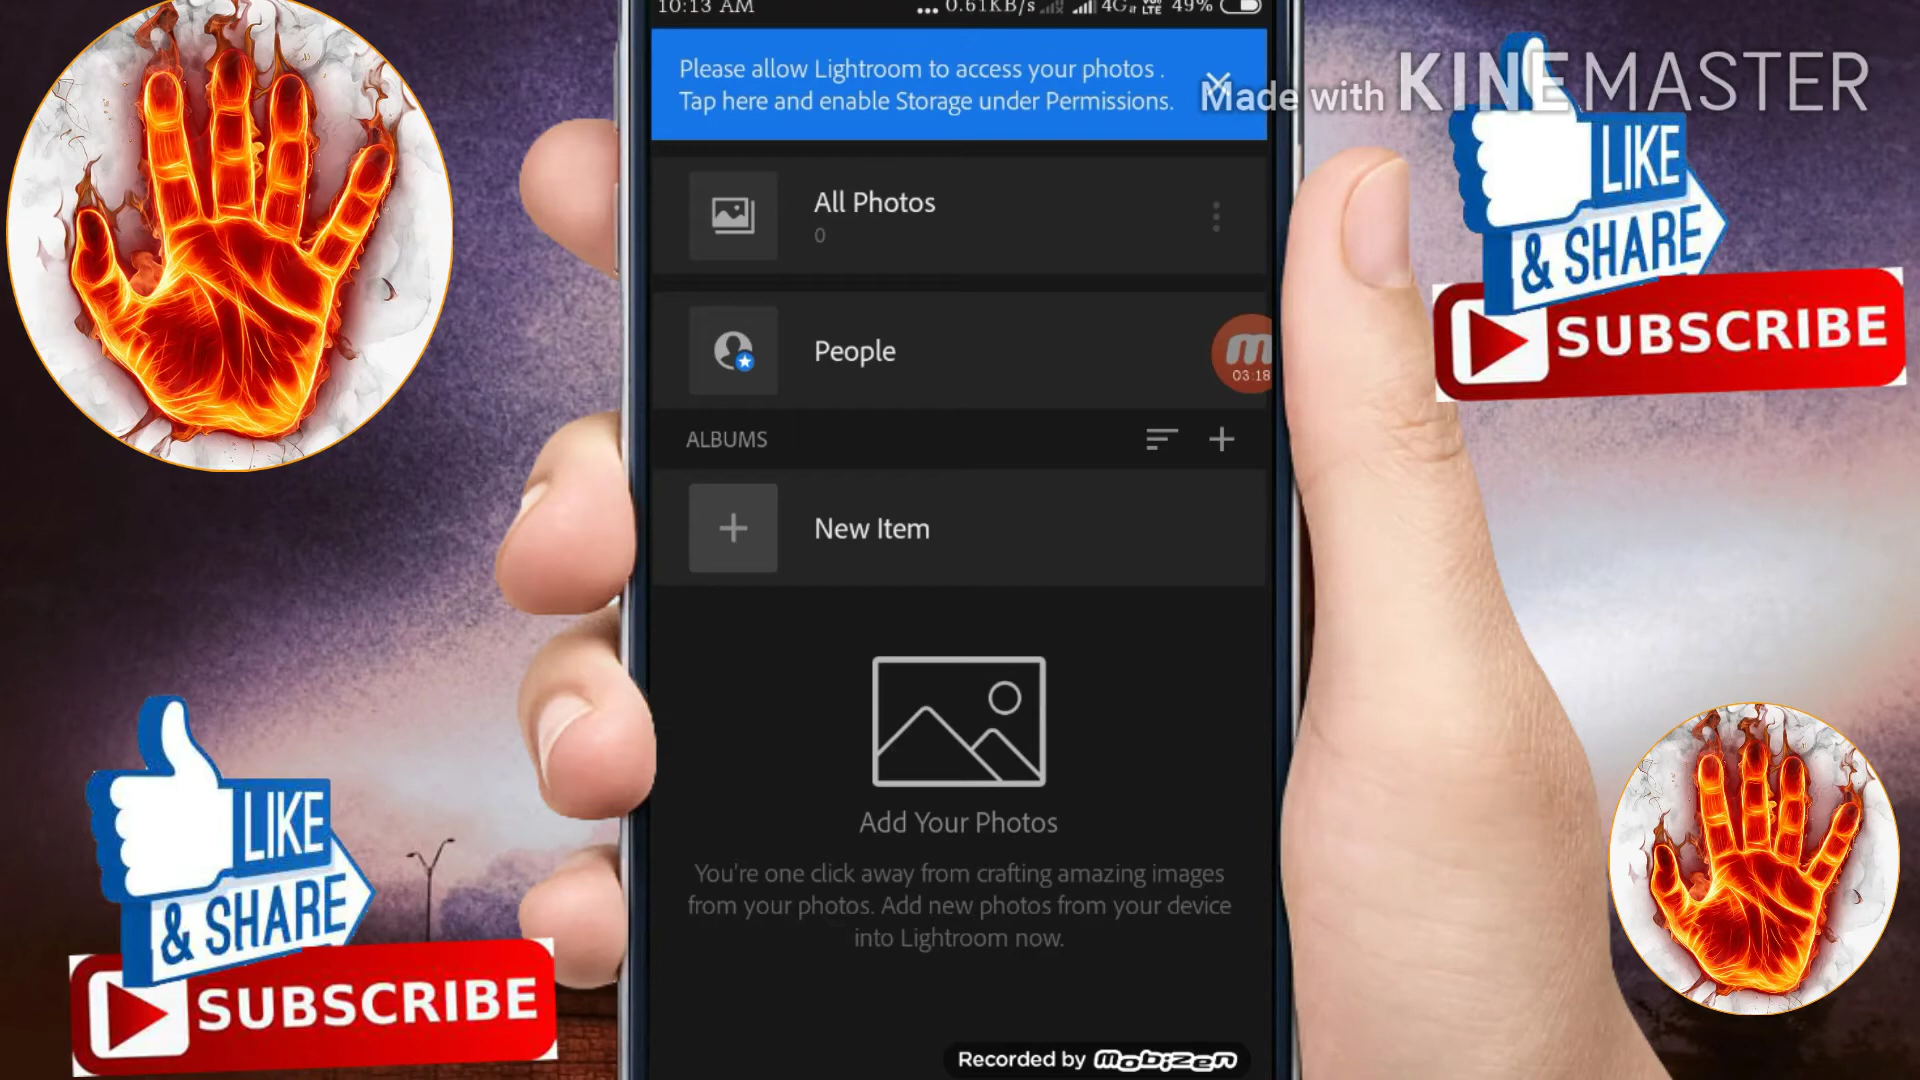 10:13 AM ... 0.61KB/s 4G VoLTE 49%
Please allow Lightroom to access your photos .
Tap here and enable Storage under Permissions.
Made with KINEMASTER
All Photos
0
LIKE
& SHARE
SUBSCRIBE
People
m
03:18
ALBUMS
New Item
Add Your Photos
You're one click away from crafting amazing images
from your photos. Add new photos from your device
into Lightroom now.
LIKE
& SHARE
SUBSCRIBE
Recorded by mobizen